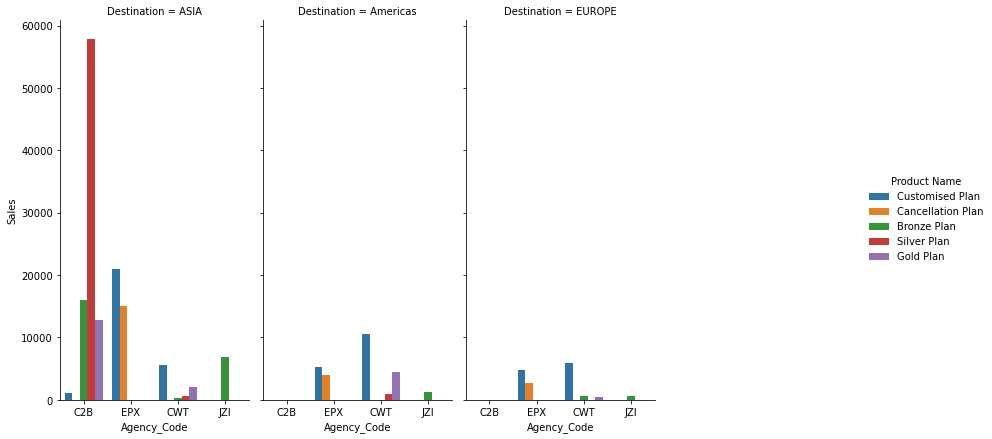 Destination = ASIA
Destination = Americas
Destination = EUROPE
60000
50000
40000
30000
20000
10000
0
Sales
C2B EPX CWT JZI
C2B EPX CWT JZI
C2B EPX CWT JZI
Agency_Code
Agency_Code
Agency_Code
Product Name
Customised Plan
Cancellation Plan
Bronze Plan
Silver Plan
Gold Plan